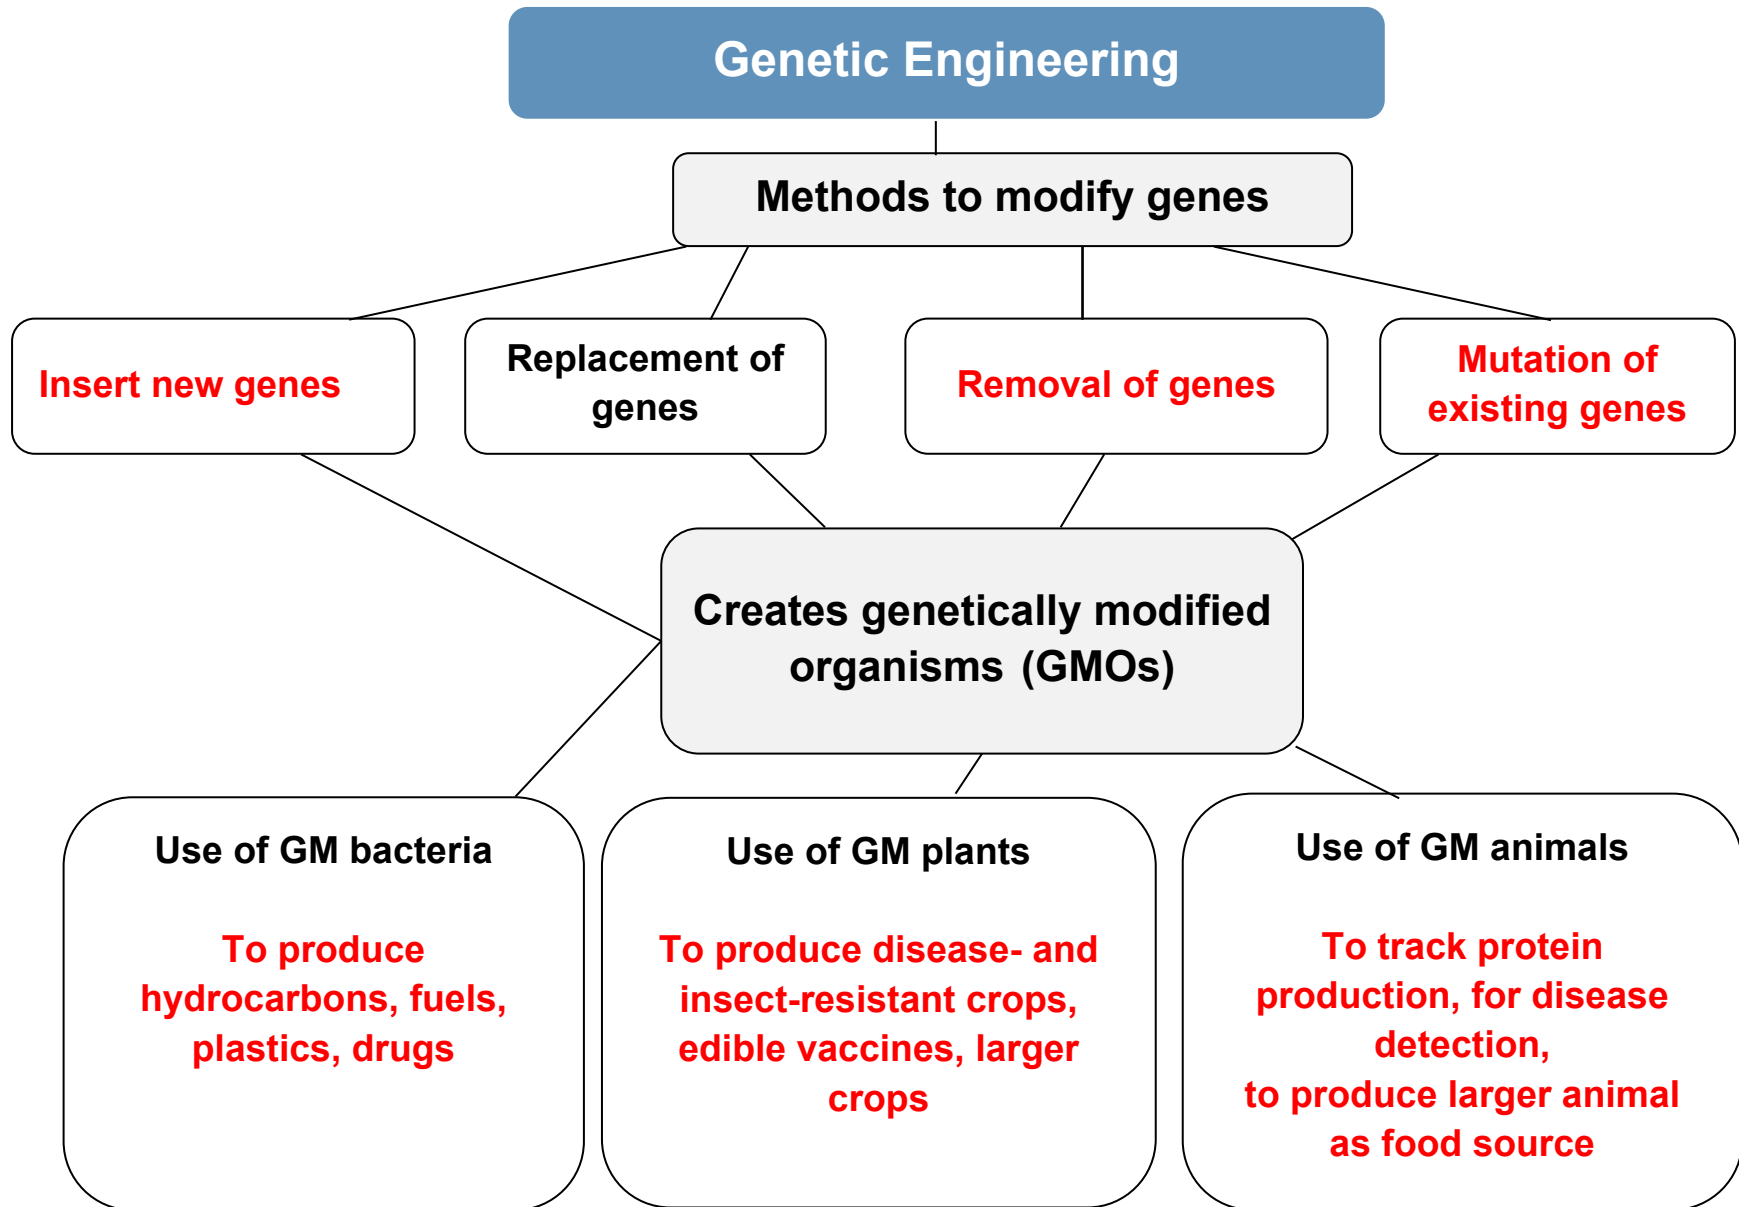 Genetic Engineering
Methods to modify genes
Insert new genes
Replacement of
genes
Removal of genes
Mutation of
existing genes
Creates genetically modified
organisms (GMOs)
Use of GM bacteria
To produce
hydrocarbons, fuels,
plastics, drugs
Use of GM plants
To produce disease- and
insect-resistant crops,
edible vaccines, larger
crops
Use of GM animals
To track protein
production, for disease
detection,
to produce larger animal
as food source